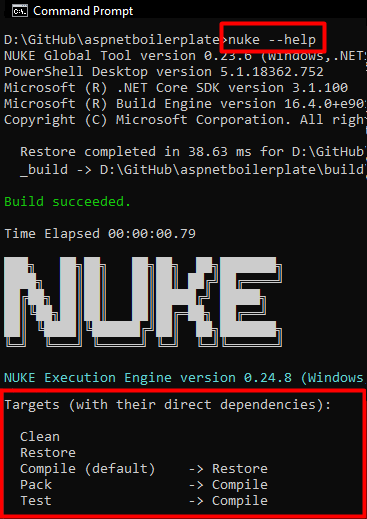 Command Prompt
D:\GitHub\aspnetboilerplate>nuke --help
NUKE Global Tool version 0.23.6 (Windows,.NETS
PowerShell Desktop version 5.1.18362.752
Microsoft (R) .NET Core SDK version 3.1.100
Microsoft (R) Build Engine version 16.4.0+e90
Copyright (C) Microsoft Corporation. All righ
Restore completed in 38.63 ms for D:\GitHub
_build -> D:\GitHub\aspnetboilerplate\build
Build succeeded.
Time Elapsed 00:00:00.79
NUKE
NUKE Execution Engine version 0.24.8 (Windows
Targets (with their direct dependencies):
Clean
Restore
Compile (default) -> Restore
Pack -> Compile
Test -> Compile